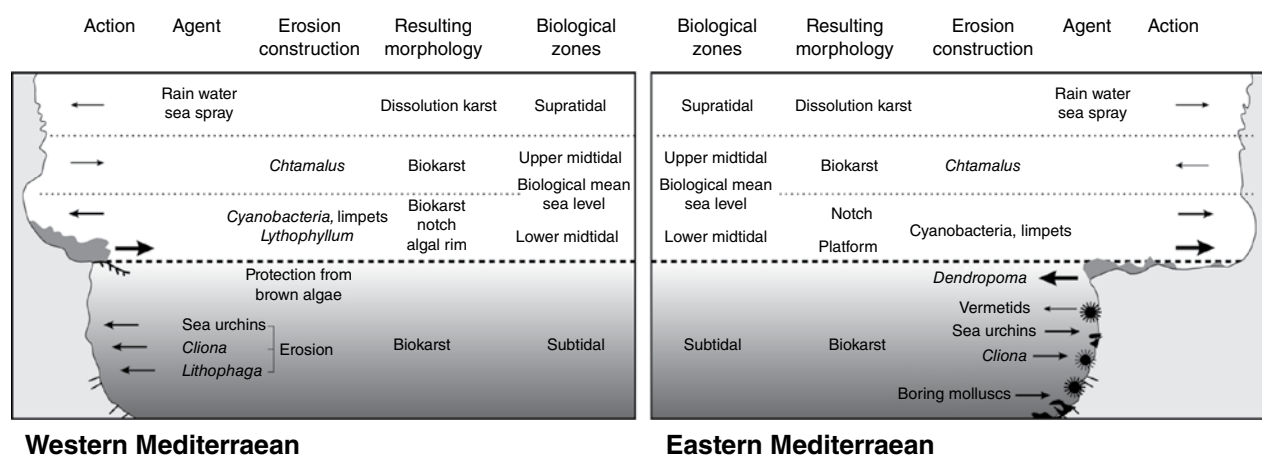 Action Agent Erosion construction Resulting morphology Biological zones
Rain water
sea spray
Dissolution karst
Supratidal
Chtamalus
Biokarst
Upper midtidal
Biological mean
sea level
Cyanobacteria, limpets
Lythophyllum
Biokarst
notch
algal rim
Lower midtidal
Protection from
brown algae
Sea urchins
Cliona
Lithophaga
Erosion
Biokarst
Subtidal
Western Mediterraean
Biological zones Resulting morphology Erosion construction Agent Action
Supratidal
Dissolution karst
Rain water
sea spray
Upper midtidal
Biological mean
sea level
Biokarst
Chtamalus
Lower midtidal
Notch
Platform
Cyanobacteria, limpets
Dendropoma
Vermetids
Sea urchins
Cliona
Boring molluscs
Subtidal
Biokarst
Eastern Mediterraean